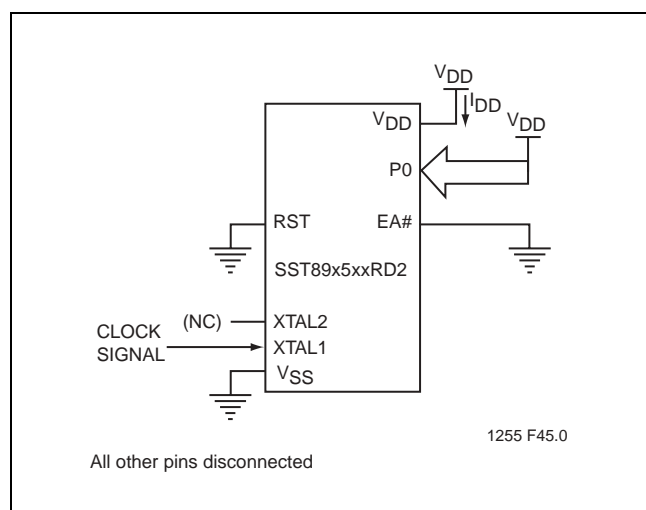 VDD
IDD
VDD
VDD
P0
RST
EA#
SST89x5xxRD2
(NC)
XTAL2
CLOCK
SIGNAL
XTAL1
VSS
1255 F45.0
All other pins disconnected